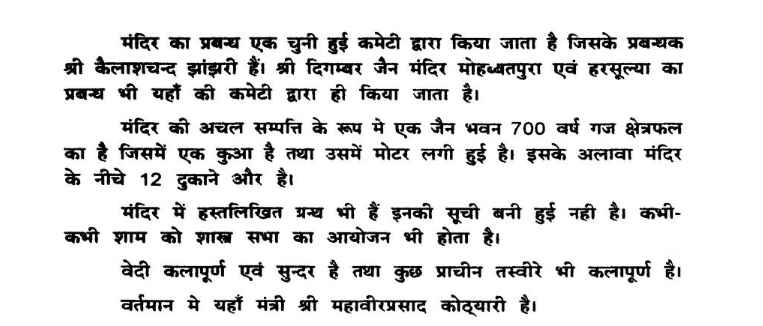 मंदिर का प्रबन्ध एक चुनी हुई कमेटी द्वारा किया जाता है जिसके प्रबन्धक
श्री कैलाशचन्द झांझरी हैं। श्री दिगम्बर जैन मंदिर मोहब्बतपुरा एवं हरसूल्या का
प्रबन्ध भी यहाँ की कमेटी द्वारा ही किया जाता है।
मंदिर की अचल सम्पत्ति के रूप मे एक जैन भवन 700 वर्ष गज क्षेत्रफल
का है जिसमें एक कुआ है तथा उसमें मोटर लगी हुई है। इसके अलावा मंदिर
के नीचे 12 दुकाने और है।
मंदिर में हस्तलिखित ग्रन्थ भी हैं इनकी सूची बनी हुई नही है। कभी-
कभी शाम को शास्त्र सभा का आयोजन भी होता है।
वेदी कलापूर्ण एवं सुन्दर है तथा कुछ प्राचीन तस्वीरे भी कलापूर्ण है।
वर्तमान मे यहाँ मंत्री श्री महावीरप्रसाद कोठ्यारी है।